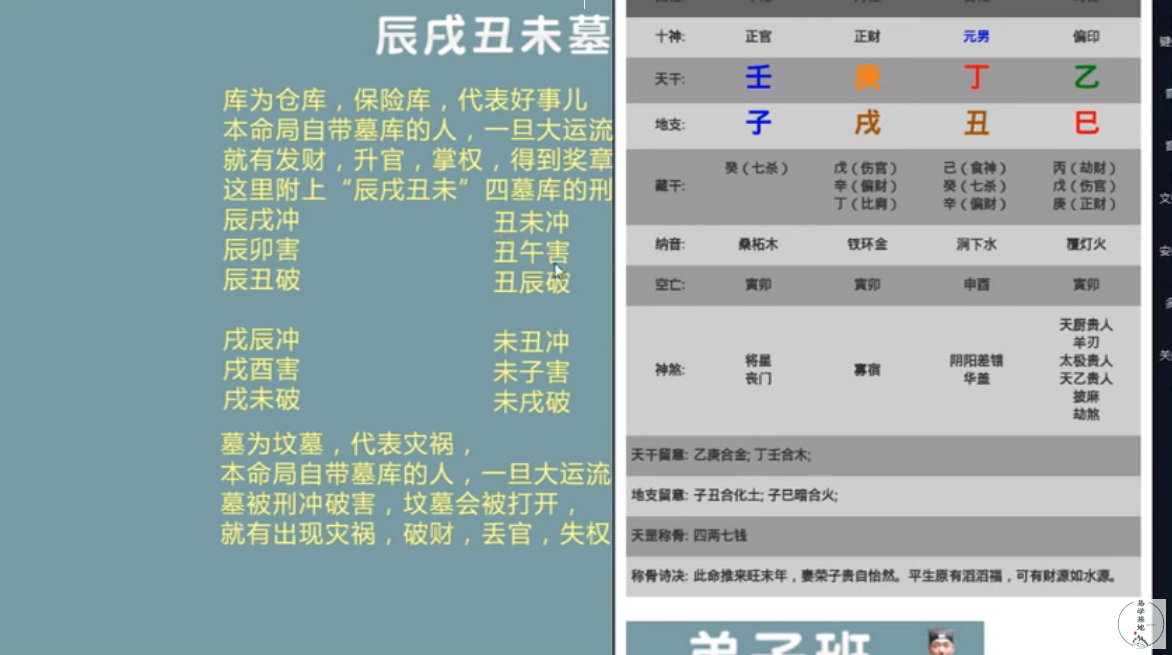 辰戌丑未墓
库为仓库，保险库，代表好事儿
本命局自带墓库的人，一旦大运流
就有发财，升官，掌权，得到奖章
这里附上“辰戌丑未”四墓库的刑
辰戌冲 丑未冲
辰卯害 丑午害
辰丑破 丑辰破
戌辰冲 未丑冲
戌酉害 未子害
戌未破 未戌破
墓为坟墓，代表灾祸，
本命局自带墓库的人，一旦大运流
墓被刑冲破害，坟墓会被打开，
就有出现灾祸，破财，丢官，失权
十神: 正官 正财 元男 偏印
天干: 壬 庚 丁 乙
地支: 子 戌 丑 巳
藏干: 癸（七杀） 戊（伤官） 己（食神） 丙（劫财）
辛（偏财） 癸（七杀） 戊（伤官）
丁（比肩） 辛（偏财） 庚（正财）
纳音: 桑柘木 钗环金 涧下水 覆灯火
空亡: 寅卯 寅卯 申酉 寅卯
神煞: 将星 丧门 寡宿 阴阳差错 华盖 天厨贵人
羊刃
太极贵人
天乙贵人
披麻
劫煞
天干留意: 乙庚合金; 丁壬合木;
地支留意: 子丑合化土; 子巳暗合火;
天罡称骨: 四两七钱
称骨诗决: 此命推来旺末年，妻荣子贵自怡然。平生原有滔滔福，可有财源如水源。
弟子班
易学基地